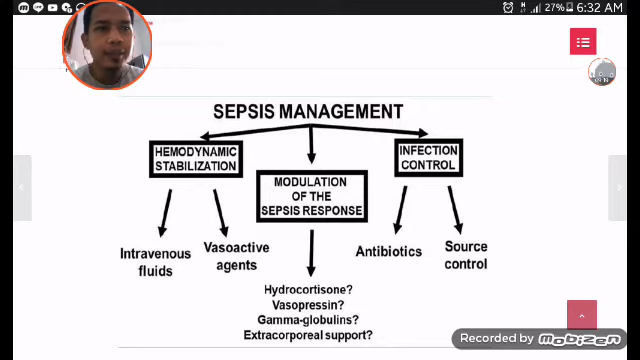 27% 6:32 AM
SEPSIS MANAGEMENT
HEMODYNAMIC
STABILIZATION
MODULATION
OF THE
SEPSIS RESPONSE
INFECTION
CONTROL
Intravenous
fluids
Vasoactive
agents
Antibiotics
Source
control
Hydrocortisone?
Vasopressin?
Gamma-globulins?
Extracorporeal support?
Recorded by Mobizen